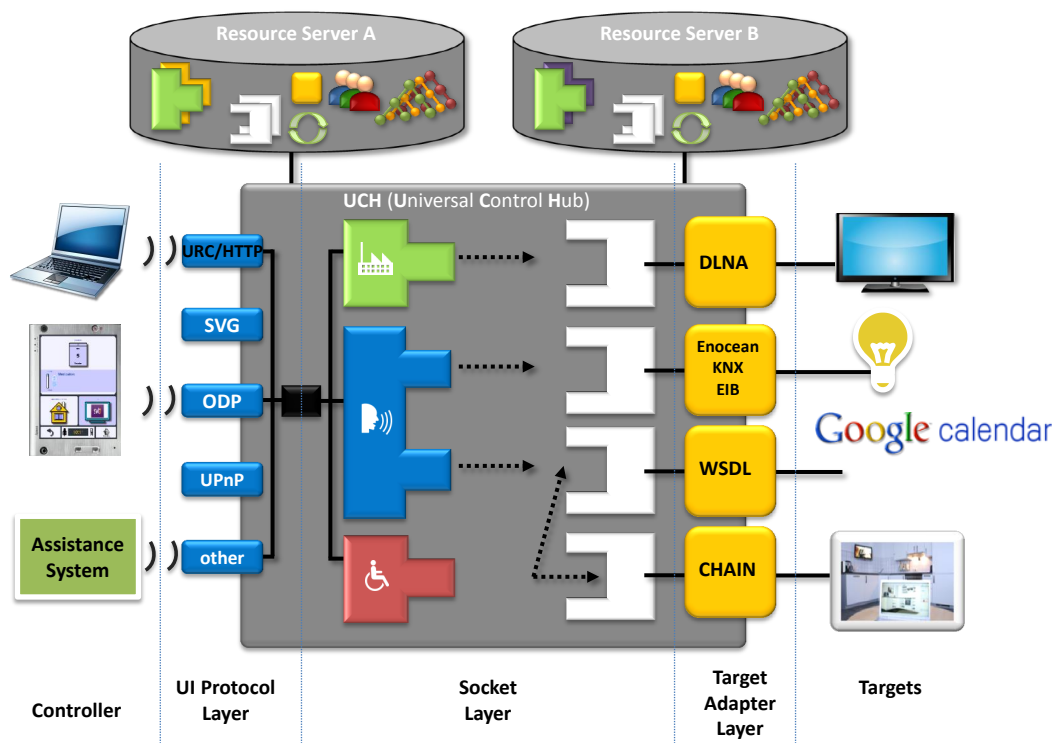 Resource Server A
Resource Server B
UCH (Universal Control Hub)
URC/HTTP
SVG
ODP
UPnP
other
Assistance
System
DLNA
Enocean
KNX
EIB
WSDL
CHAIN
Google calendar
Controller
UI Protocol
Layer
Socket
Layer
Target
Adapter
Layer
Targets